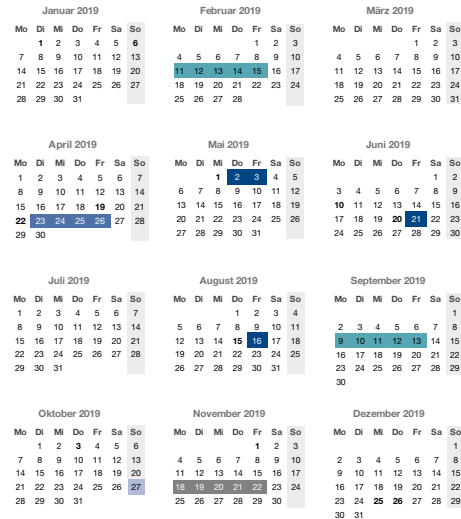 Januar 2019
Mo Di Mi Do Fr Sa So
1 2 3 4 5 6
7 8 9 10 11 12 13
14 15 16 17 18 19 20
21 22 23 24 25 26 27
28 29 30 31
Februar 2019
Mo Di Mi Do Fr Sa So
1 2 3
4 5 6 7 8 9 10
11 12 13 14 15 16 17
18 19 20 21 22 23 24
25 26 27 28
März 2019
Mo Di Mi Do Fr Sa So
1 2 3
4 5 6 7 8 9 10
11 12 13 14 15 16 17
18 19 20 21 22 23 24
25 26 27 28 29 30 31
April 2019
Mo Di Mi Do Fr Sa So
1 2 3 4 5 6 7
8 9 10 11 12 13 14
15 16 17 18 19 20 21
22 23 24 25 26 27 28
29 30
Mai 2019
Mo Di Mi Do Fr Sa So
1 2 3 4 5
6 7 8 9 10 11 12
13 14 15 16 17 18 19
20 21 22 23 24 25 26
27 28 29 30 31
Juni 2019
Mo Di Mi Do Fr Sa So
1 2
3 4 5 6 7 8 9
10 11 12 13 14 15 16
17 18 19 20 21 22 23
24 25 26 27 28 29 30
Juli 2019
Mo Di Mi Do Fr Sa So
1 2 3 4 5 6 7
8 9 10 11 12 13 14
15 16 17 18 19 20 21
22 23 24 25 26 27 28
29 30 31
August 2019
Mo Di Mi Do Fr Sa So
1 2 3 4
5 6 7 8 9 10 11
12 13 14 15 16 17 18
19 20 21 22 23 24 25
26 27 28 29 30 31
September 2019
Mo Di Mi Do Fr Sa So
1
2 3 4 5 6 7 8
9 10 11 12 13 14 15
16 17 18 19 20 21 22
23 24 25 26 27 28 29
30
Oktober 2019
Mo Di Mi Do Fr Sa So
1 2 3 4 5 6
7 8 9 10 11 12 13
14 15 16 17 18 19 20
21 22 23 24 25 26 27
28 29 30 31
November 2019
Mo Di Mi Do Fr Sa So
1 2 3
4 5 6 7 8 9 10
11 12 13 14 15 16 17
18 19 20 21 22 23 24
25 26 27 28 29 30
Dezember 2019
Mo Di Mi Do Fr Sa So
1
2 3 4 5 6 7 8
9 10 11 12 13 14 15
16 17 18 19 20 21 22
23 24 25 26 27 28 29
30 31